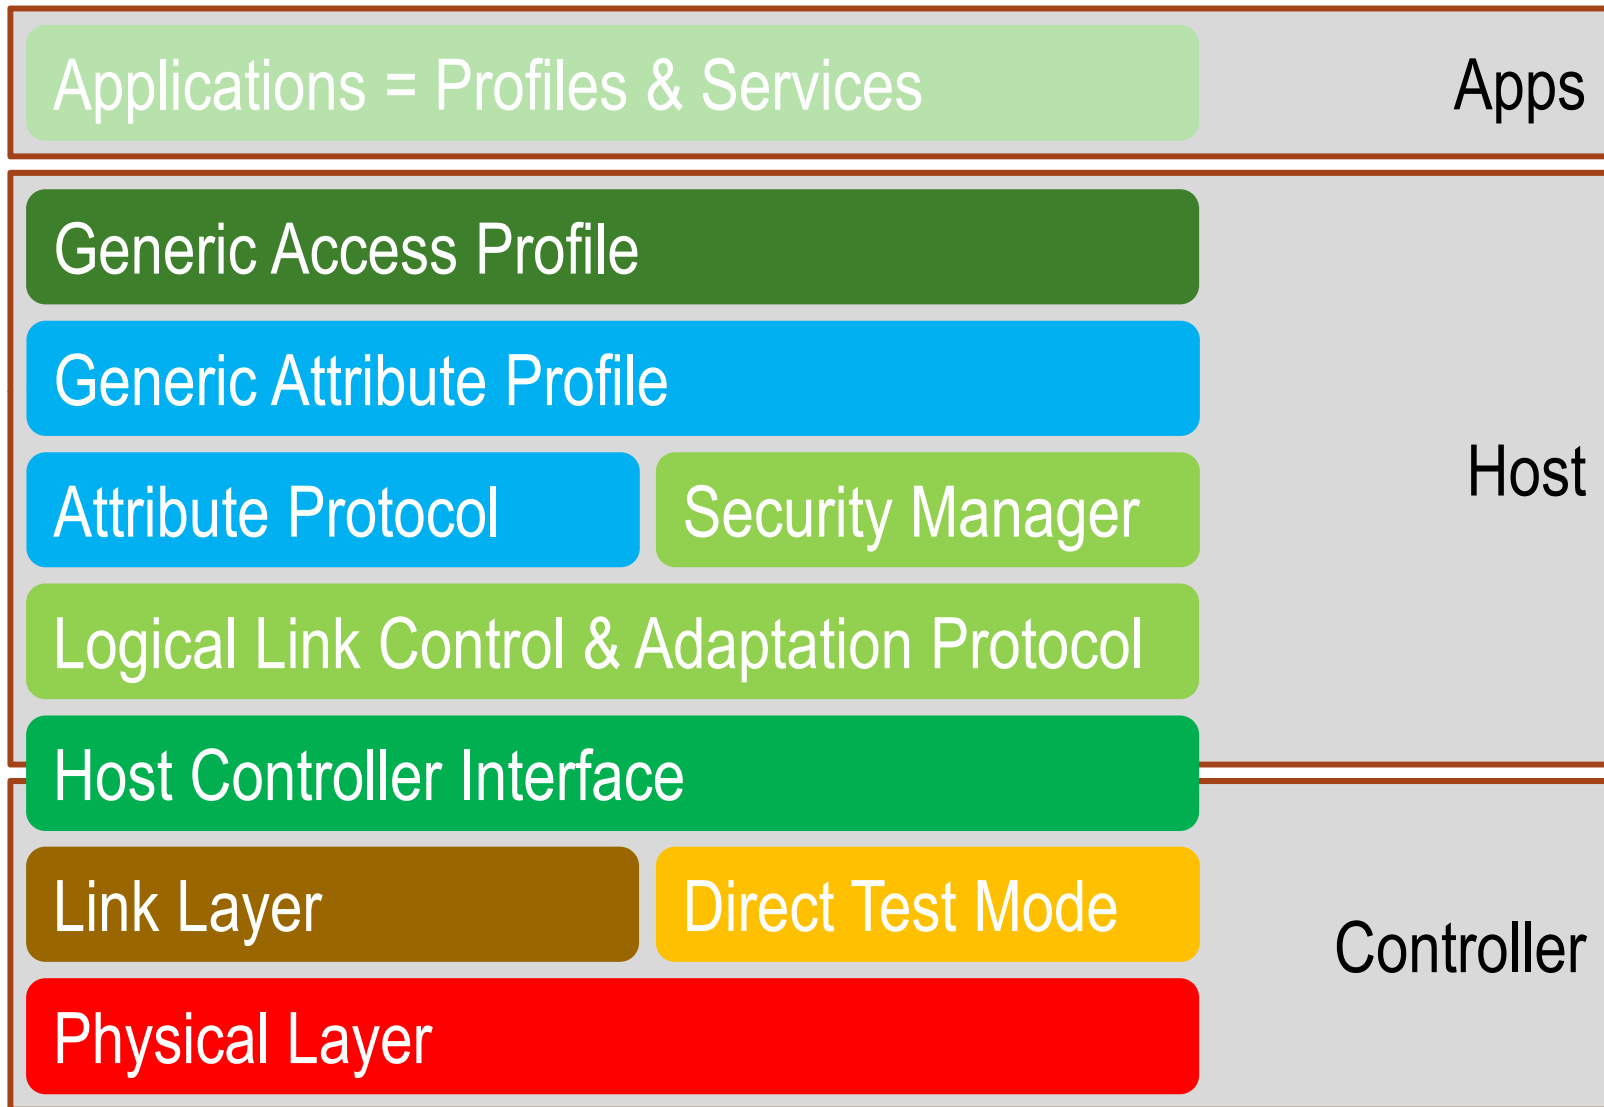 Applications = Profiles & Services
Apps
Generic Access Profile
Generic Attribute Profile
Attribute Protocol
Security Manager
Host
Logical Link Control & Adaptation Protocol
Host Controller Interface
Link Layer
Direct Test Mode
Controller
Physical Layer